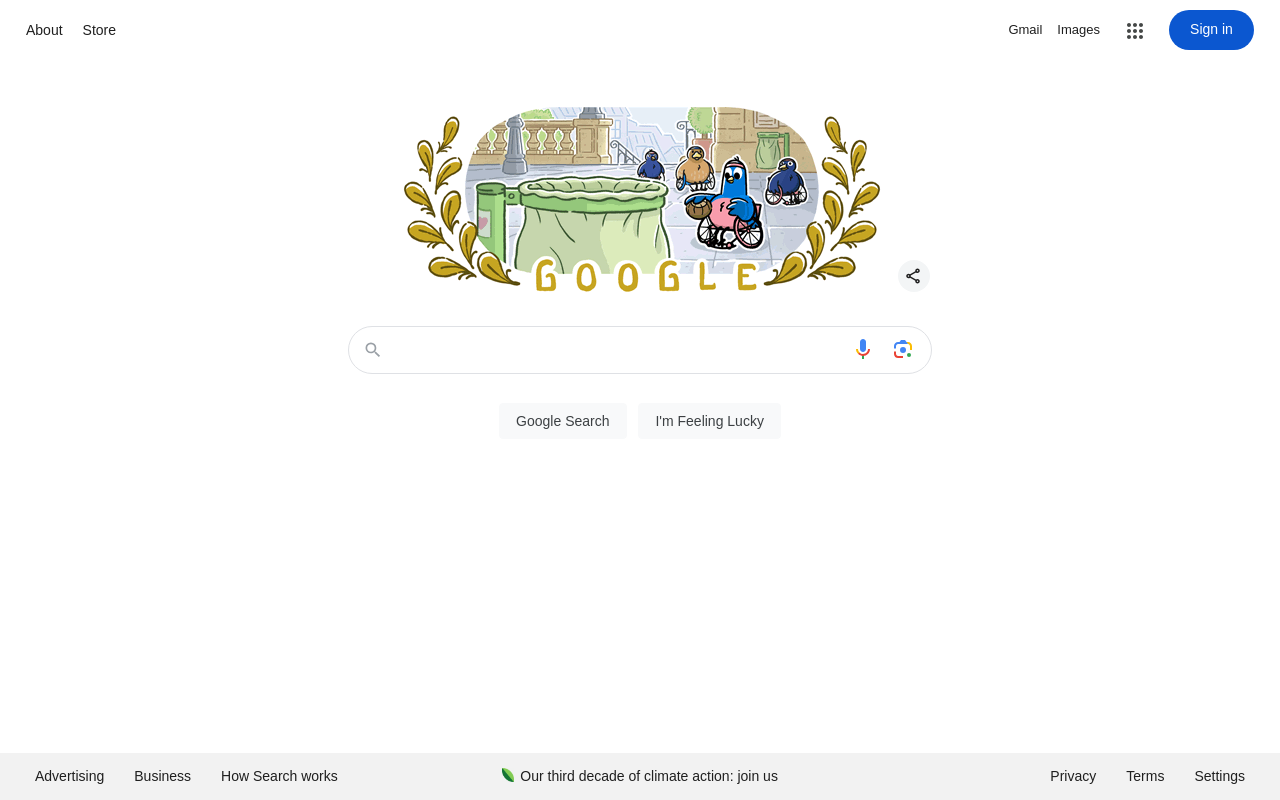 About Store
Gmail Images
Sign in
GOOGLE
Google Search
I'm Feeling Lucky
Advertising Business How Search works
Our third decade of climate action: join us
Privacy Terms Settings